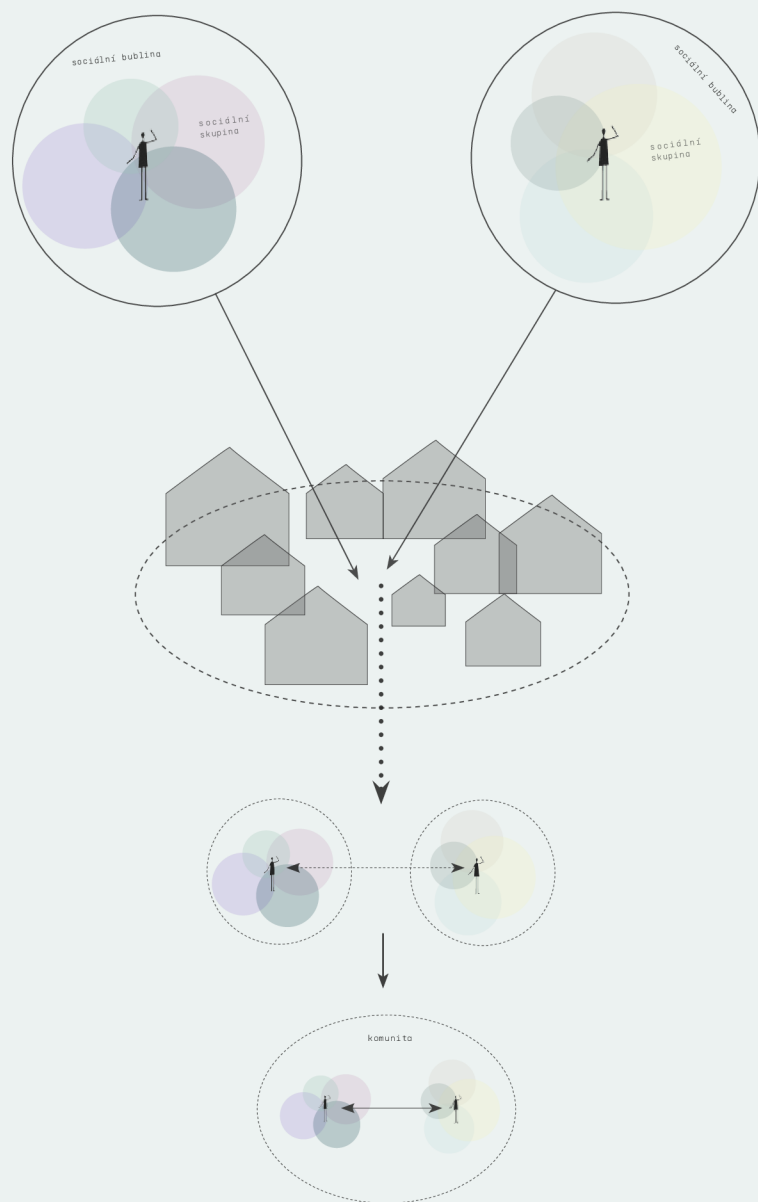 sociální bublina
sociální
skupina
sociální bublina
sociální
skupina
komunita